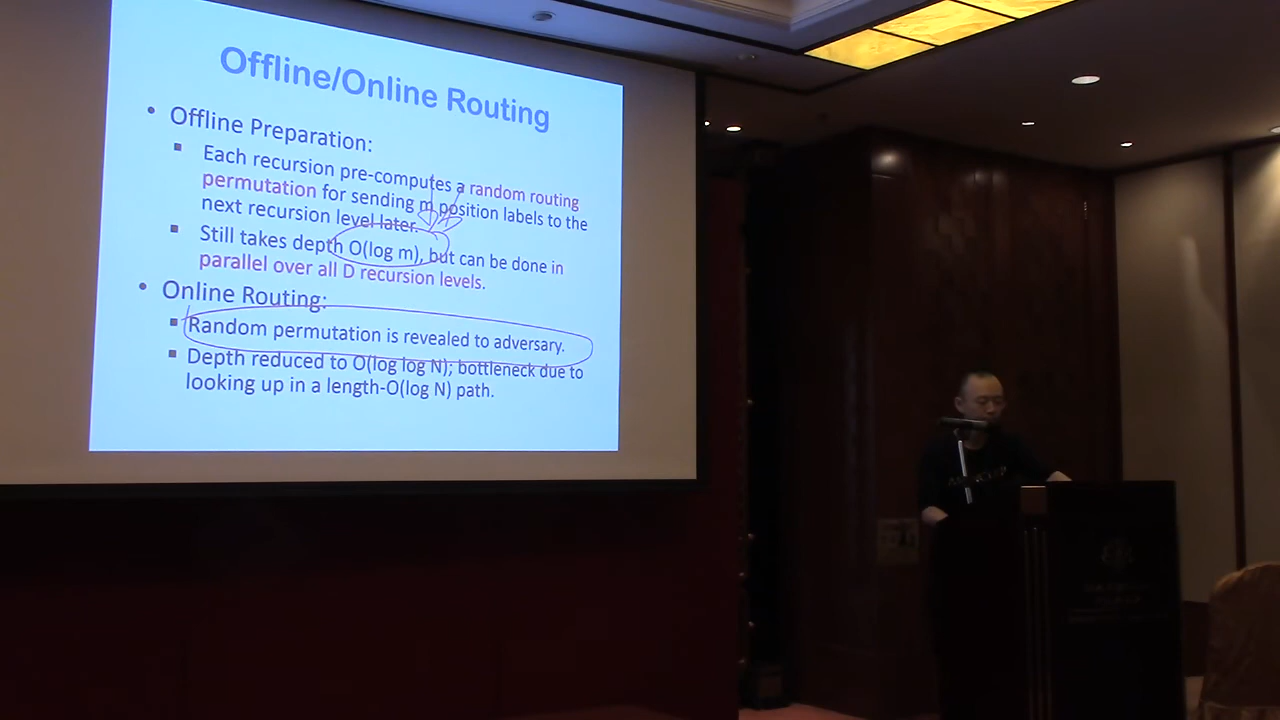 Offline/Online Routing
• Offline Preparation:
▪ Each recursion pre-computes a random routing
permutation for sending m position labels to the
next recursion level later.
▪ Still takes depth O(log m), but can be done in
parallel over all D recursion levels.
• Online Routing:
▪ Random permutation is revealed to adversary.
▪ Depth reduced to O(log log N); bottleneck due to
looking up in a length-O(log N) path.